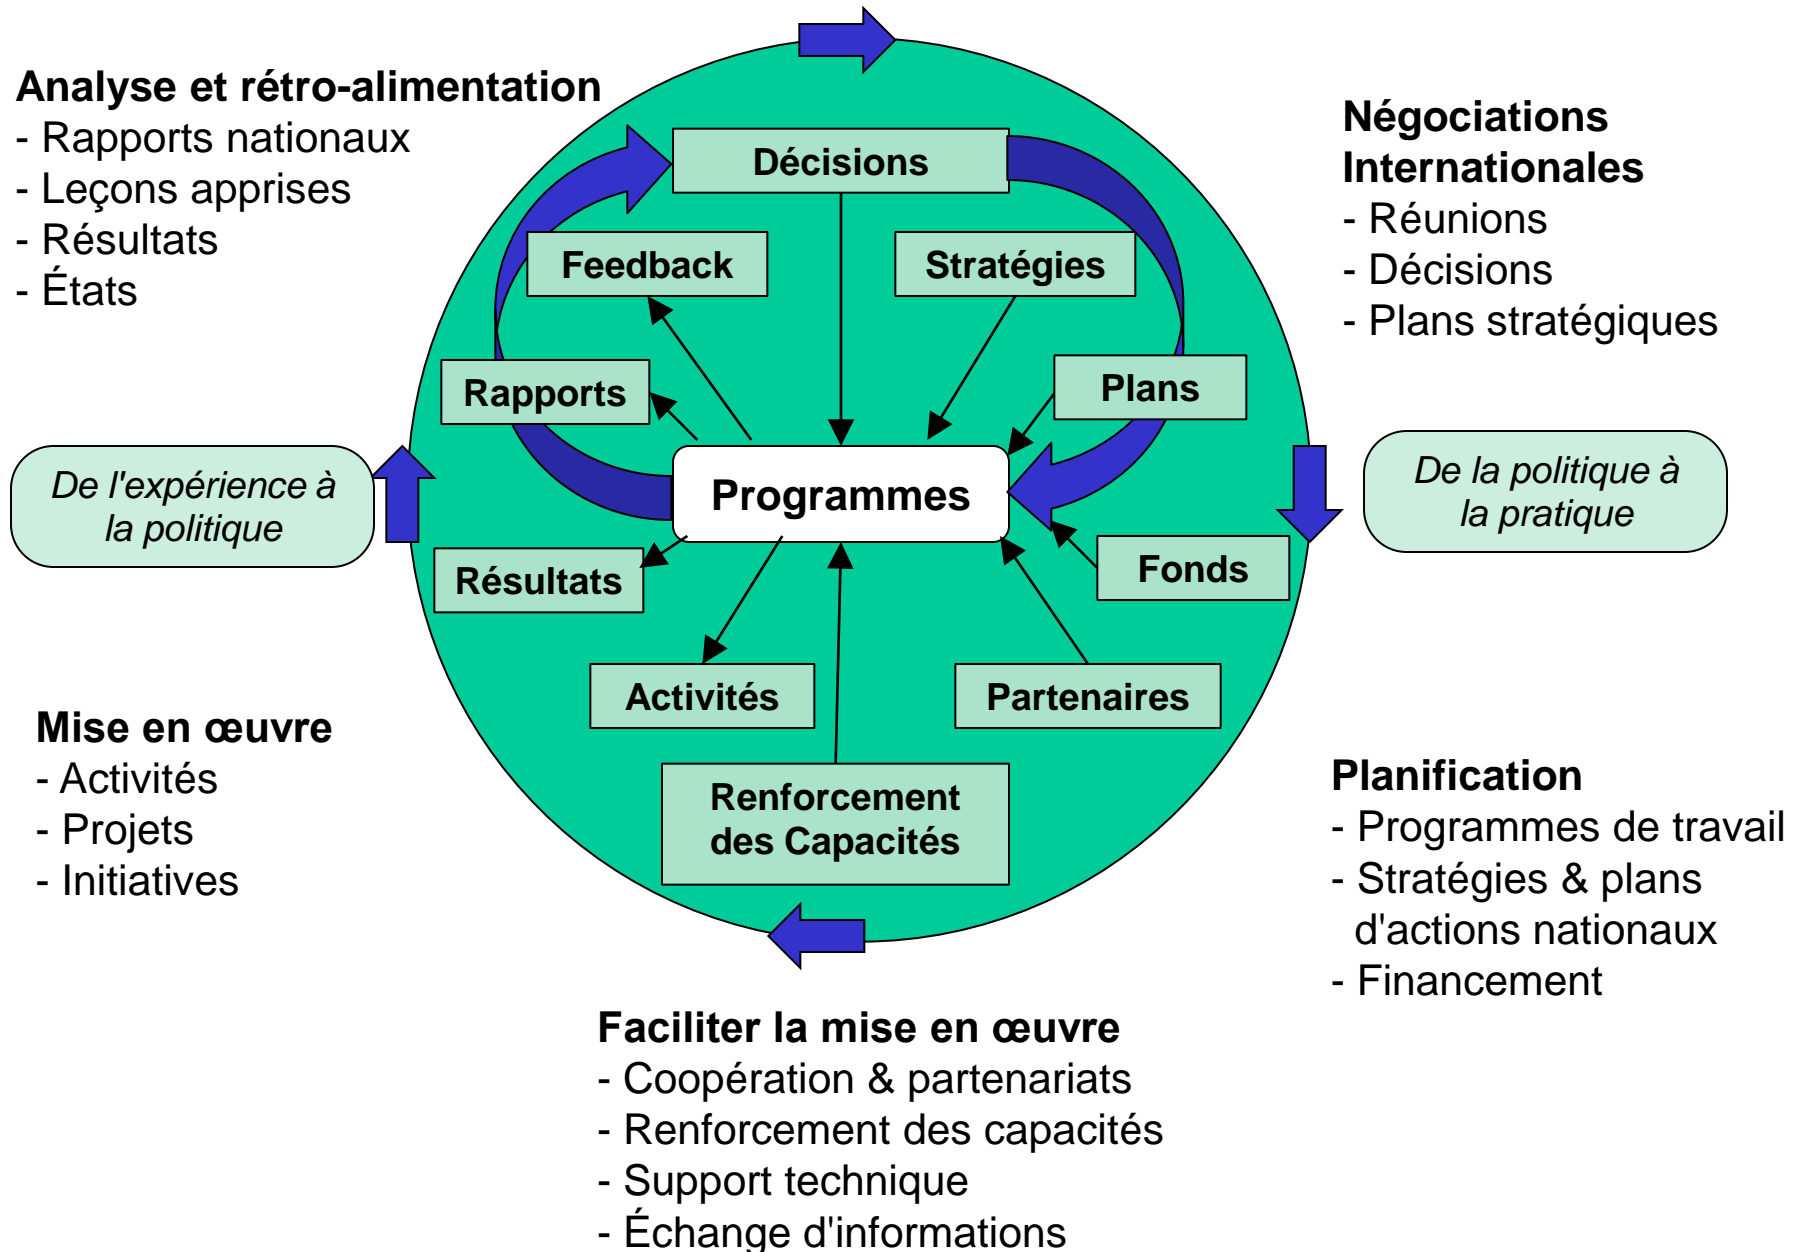 Analyse et rétro-alimentation
- Rapports nationaux
- Leçons apprises
- Résultats
- États
Négociations
Internationales
- Réunions
- Décisions
- Plans stratégiques
Décisions
Feedback
Stratégies
Rapports
Plans
De l'expérience à
la politique
Programmes
De la politique à
la pratique
Résultats
Fonds
Activités
Partenaires
Renforcement
des Capacités
Mise en œuvre
- Activités
- Projets
- Initiatives
Planification
- Programmes de travail
- Stratégies & plans
d'actions nationaux
- Financement
Faciliter la mise en œuvre
- Coopération & partenariats
- Renforcement des capacités
- Support technique
- Échange d'informations